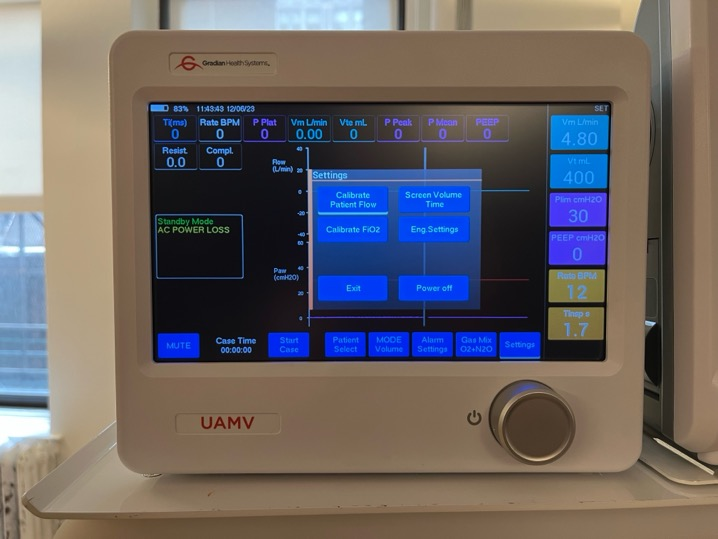 Gradian Health Systems
83% 11:43:43 12/06/23 SET
Ti(ms) Rate BPM P Plat Vm L/min Vte mL P Peak P Mean PEEP
0 0 0 0.00 0 0 0 0
Resist. Compl.
0.0 0
Flow
(L/min)
40
20
0
-20
-40
Settings
Calibrate
Patient Flow
Screen Volume
Time
Calibrate FiO2
Eng.Settings
Exit
Power off
Standby Mode
AC POWER LOSS
60
Paw
(cmH2O)
40
20
0
Vm L/min
4.80
Vt mL
400
Plim cmH2O
30
PEEP cmH2O
0
Rate BPM
12
Tinsp s
1.7
MUTE
Case Time
00:00:00
Start
Case
Patient
Select
MODE
Volume
Alarm
Settings
Gas Mix
O2+N2O
Settings
UAMV